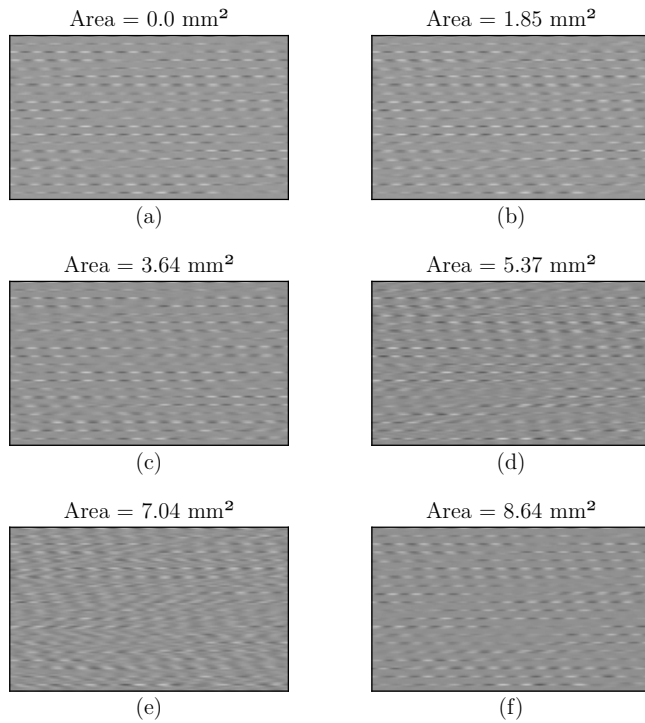 Area = 0.0 mm²
Area = 1.85 mm²
(a)
(b)
Area = 3.64 mm²
Area = 5.37 mm²
(c)
(d)
Area = 7.04 mm²
Area = 8.64 mm²
(e)
(f)